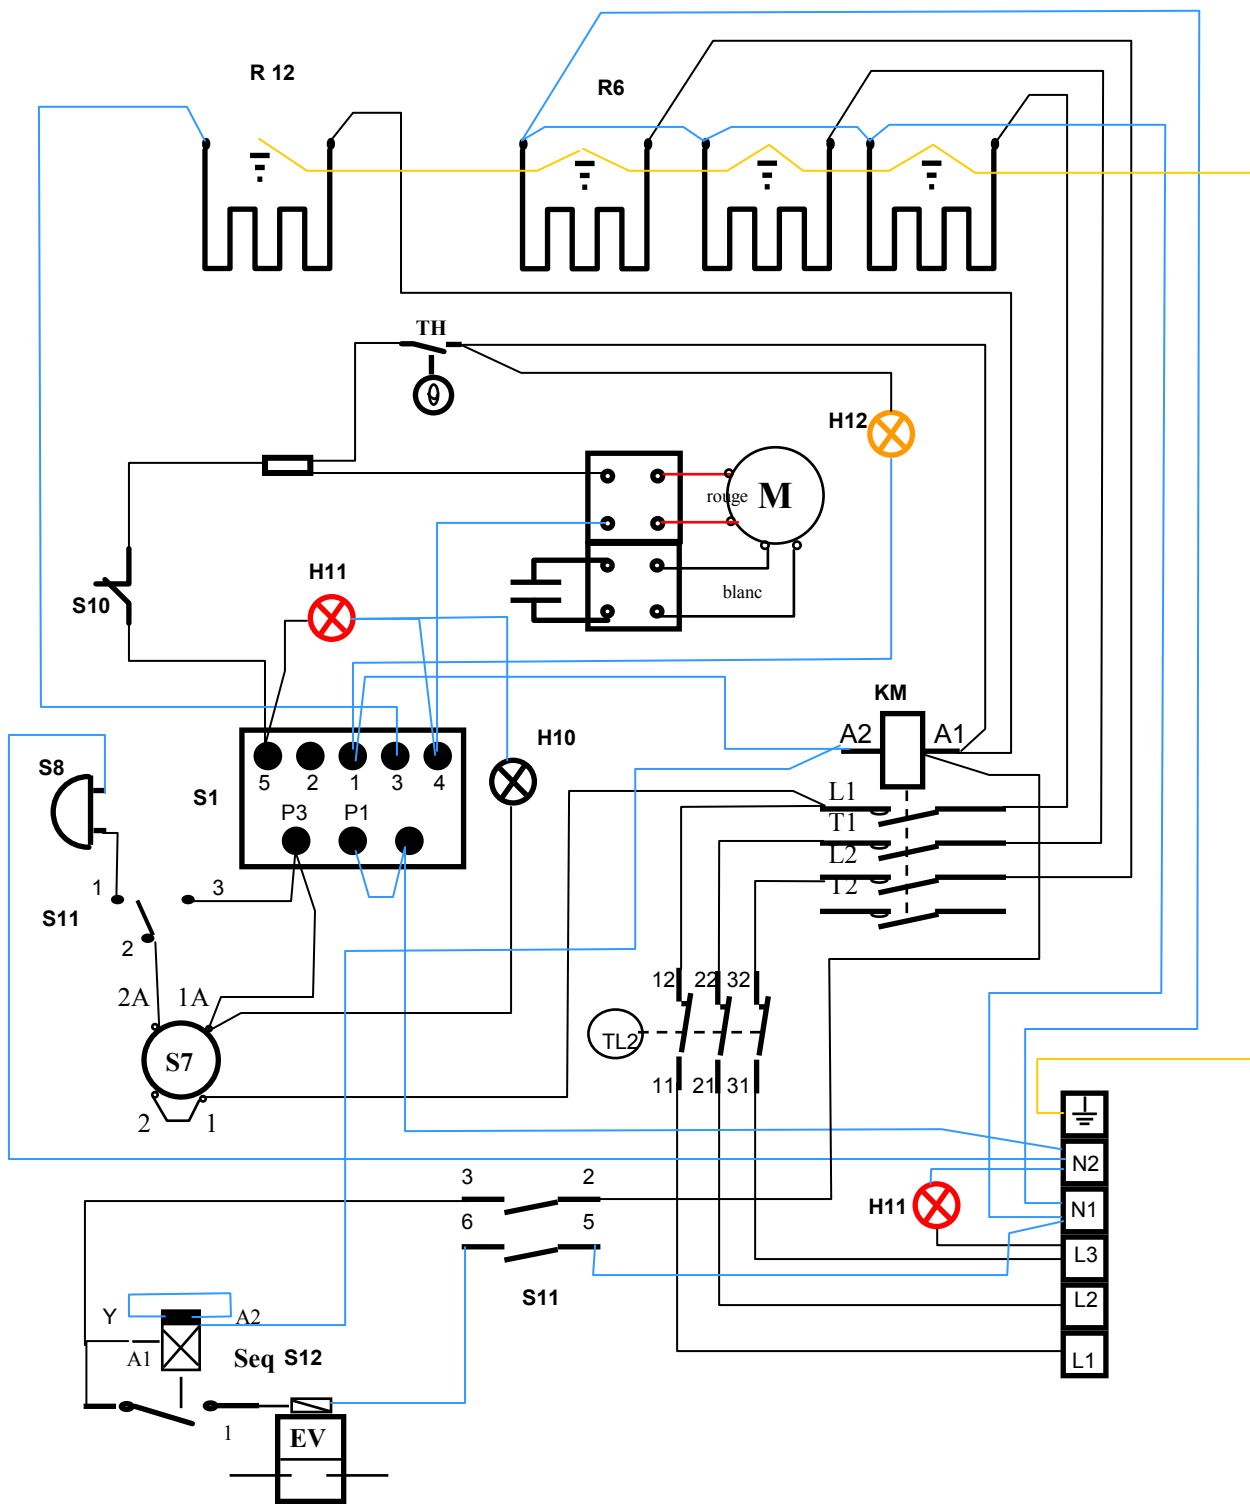 R 12
R6
TH
H12
rouge M
H11
S10
blanc
KM
A2 A1
H10
S8
S1
5 2 1 3 4
L1
T1
P3 P1
L2
T2
1 3
S11
2
12 22 32
2A 1A
TL2
S7
11 21 31
2 1
N2
3 2
H11
N1
6 5
L3
S11
L2
Y A2
A1
Seq S12
L1
1
EV